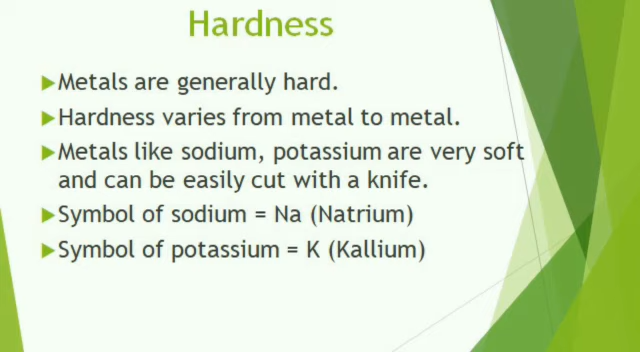 Hardness
Metals are generally hard.
Hardness varies from metal to metal.
Metals like sodium, potassium are very soft
and can be easily cut with a knife.
Symbol of sodium = Na (Natrium)
Symbol of potassium = K (Kallium)